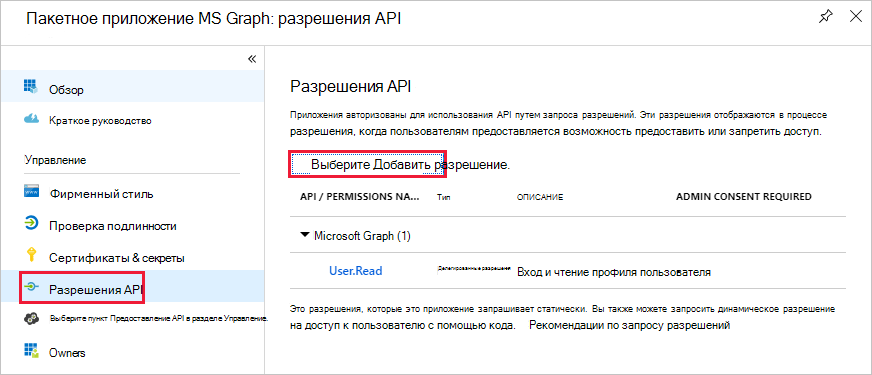 Пакетное приложение MS Graph: разрешения API
«
Обзор
Краткое руководство
Управление
Фирменный стиль
Проверка подлинности
Сертификаты & секреты
Разрешения API
Выберите пункт Предоставление API в разделе Управление.
Owners
Разрешения API
Приложения авторизованы для использования API путем запроса разрешений. Эти разрешения отображаются в процессе
разрешения, когда пользователям предоставляется возможность предоставить или запретить доступ.
Выберите Добавить разрешение.
API / PERMISSIONS NA... Тип ОПИСАНИЕ ADMIN CONSENT REQUIRED
Microsoft Graph (1)
User.Read Делегированные разрешения Вход и чтение профиля пользователя
Это разрешения, которые это приложение запрашивает статически. Вы также можете запросить динамическое разрешение
на доступ к пользователю с помощью кода. Рекомендации по запросу разрешений